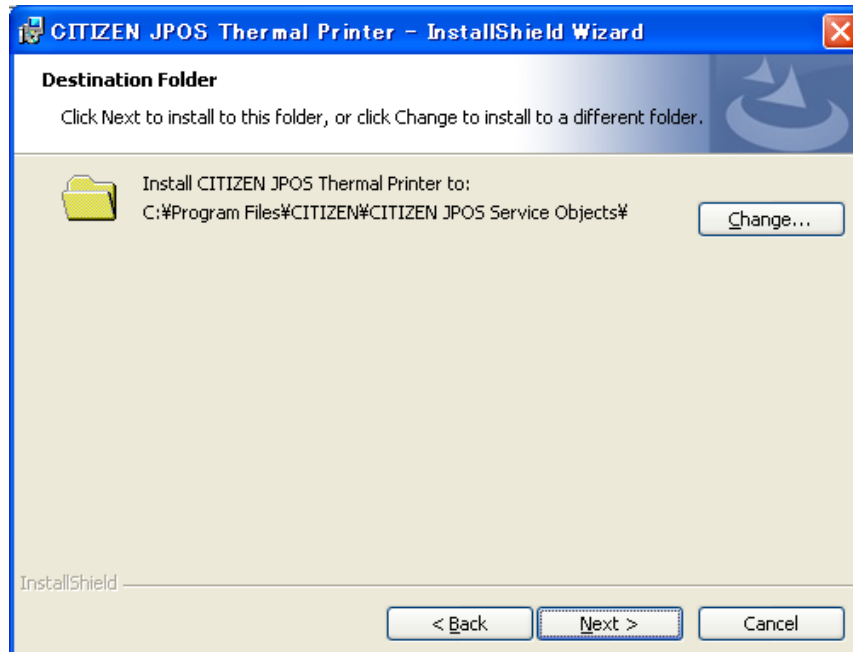 CITIZEN JPOS Thermal Printer - InstallShield Wizard
Destination Folder
Click Next to install to this folder, or click Change to install to a different folder.
Install CITIZEN JPOS Thermal Printer to:
C:¥Program Files¥CITIZEN¥CITIZEN JPOS Service Objects¥
Change...
InstallShield
< Back
Next >
Cancel